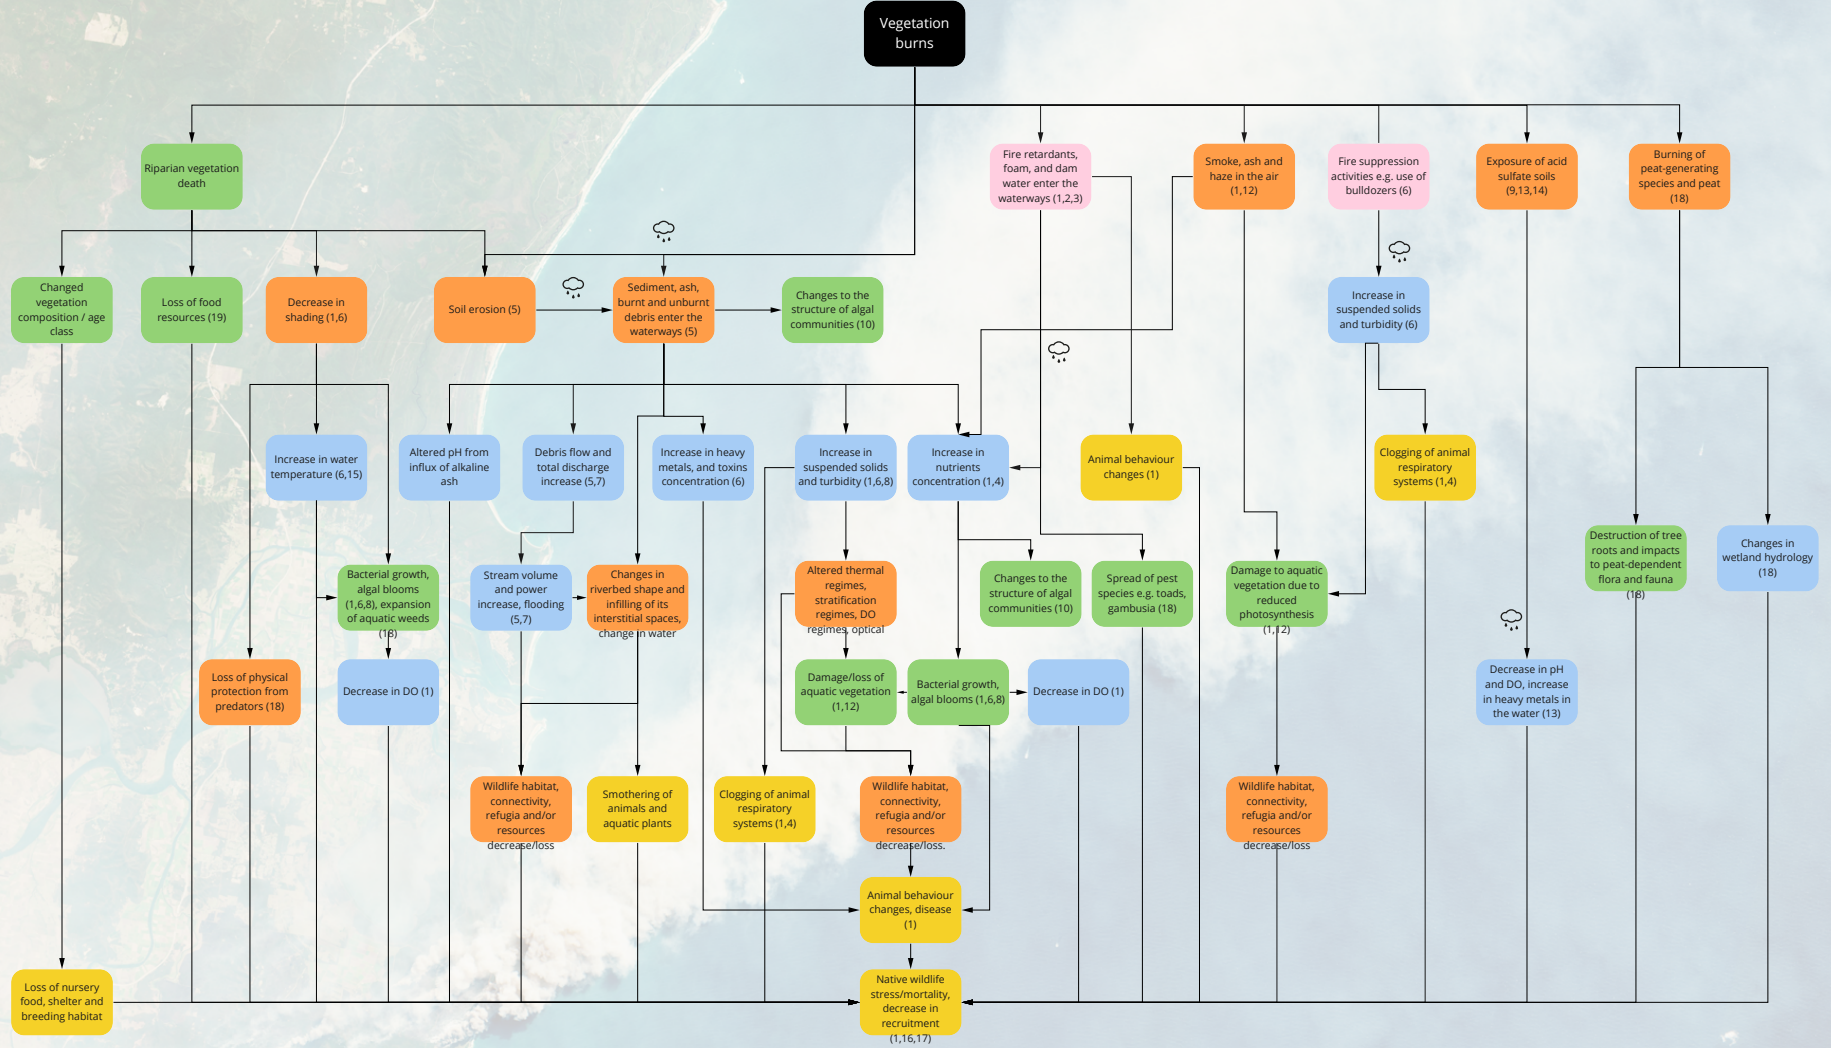 Vegetation
burns
Riparian vegetation
death
Fire retardants,
foam, and dam
water enter the
waterways (1,2,3)
Smoke, ash and
haze in the air
(1,12)
Fire suppression
activities e.g. use of
bulldozers (6)
Exposure of acid
sulfate soils
(9,13,14)
Burning of
peat-generating
species and peat
(18)
Changed
vegetation
composition / age
class
Loss of food
resources (19)
Decrease in
shading (1,6)
Soil erosion (5)
Sediment, ash,
burnt and unburnt
debris enter the
waterways (5)
Changes to the
structure of algal
communities (10)
Increase in
suspended solids
and turbidity (6)
Increase in water
temperature (6,15)
Altered pH from
influx of alkaline
ash
Debris flow and
total discharge
increase (5,7)
Increase in heavy
metals, and toxins
concentration (6)
Increase in
suspended solids
and turbidity (1,6,8)
Increase in
nutrients
concentration (1,4)
Animal behaviour
changes (1)
Clogging of animal
respiratory
systems (1,4)
Destruction of tree
roots and impacts
to peat-dependent
flora and fauna
(18)
Changes in
wetland hydrology
(18)
Bacterial growth,
algal blooms
(1,6,8), expansion
of aquatic weeds
(18)
Stream volume
and power
increase, flooding
(5,7)
Changes in
riverbed shape and
infilling of its
interstitial spaces,
change in water
Altered thermal
regimes,
stratification
regimes, DO
regimes, optical
Changes to the
structure of algal
communities (10)
Spread of pest
species e.g. toads,
gambusia (18)
Damage to aquatic
vegetation due to
reduced
photosynthesis
(1,12)
Loss of physical
protection from
predators (18)
Decrease in DO (1)
Damage/loss of
aquatic vegetation
(1,12)
Bacterial growth,
algal blooms (1,6,8)
Decrease in DO (1)
Decrease in pH
and DO, increase
in heavy metals in
the water (13)
Wildlife habitat,
connectivity,
refugia and/or
resources
decrease/loss
Smothering of
animals and
aquatic plants
Clogging of animal
respiratory
systems (1,4)
Wildlife habitat,
connectivity,
refugia and/or
resources
decrease/loss.
Wildlife habitat,
connectivity,
refugia and/or
resources
decrease/loss
Animal behaviour
changes, disease
(1)
Loss of nursery
food, shelter and
breeding habitat
Native wildlife
stress/mortality,
decrease in
recruitment
(1,16,17)